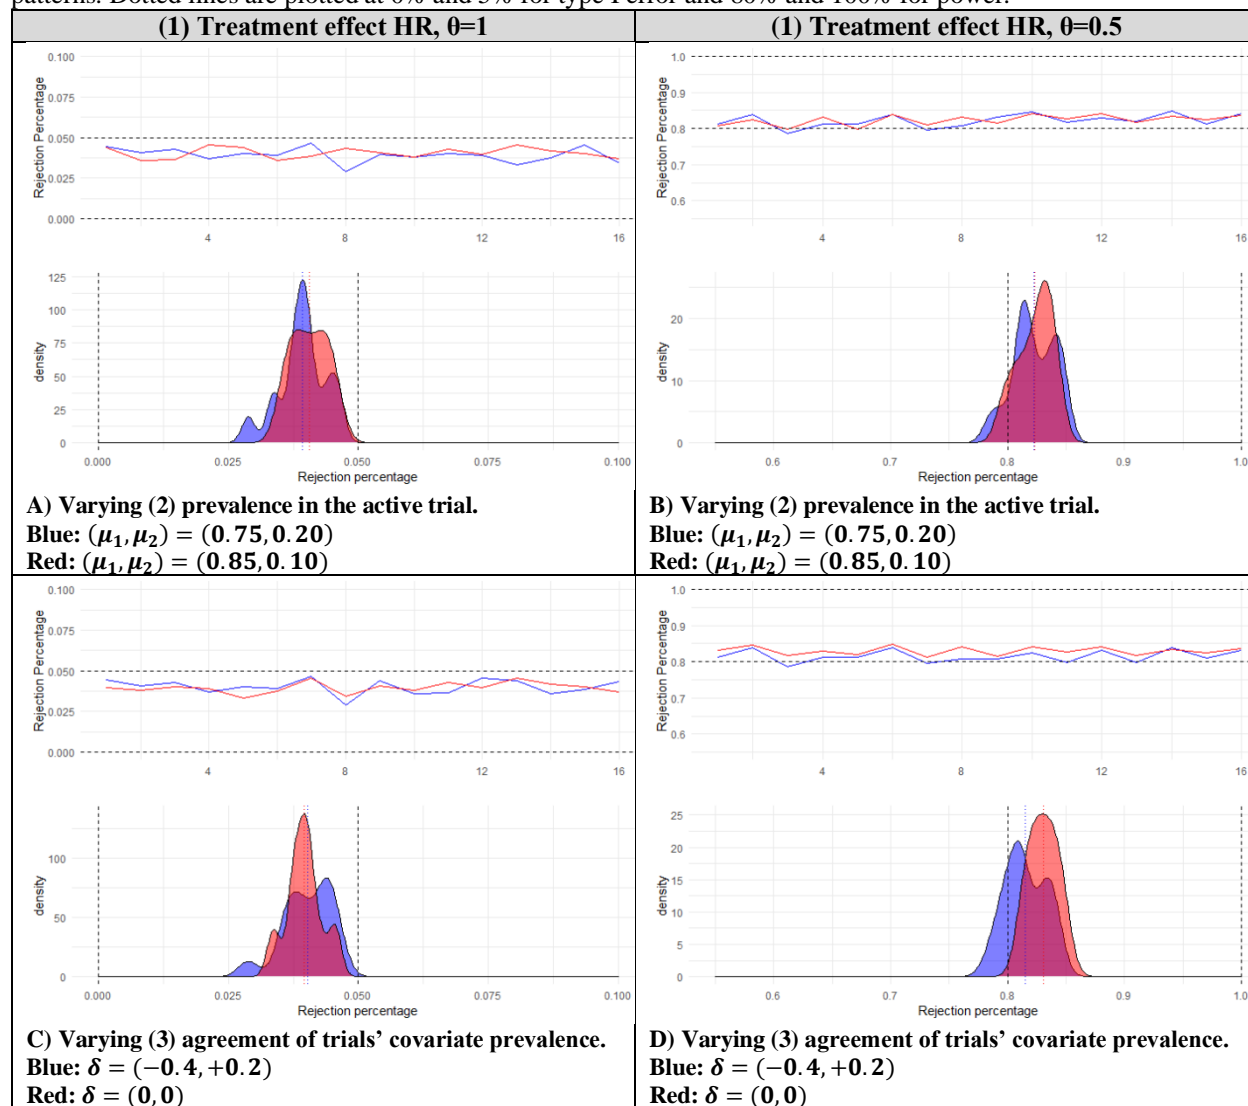 patterns. Dotted lines are plotted at 0% and 5% for type I error and 80% and 100% for power.
(1) Treatment effect HR, θ=1
(1) Treatment effect HR, θ=0.5
Rejection Percentage
0.100
0.075
0.050
0.025
0.000
4 8 12 16
density
125
100
75
50
25
0
0.000 0.025 0.050 0.075 0.100
Rejection percentage
A) Varying (2) prevalence in the active trial.
Blue: (μ₁, μ₂) = (0.75, 0.20)
Red: (μ₁, μ₂) = (0.85, 0.10)
Rejection Percentage
1.0
0.9
0.8
0.7
0.6
4 8 12 16
density
20
10
0
0.6 0.7 0.8 0.9 1.0
Rejection percentage
B) Varying (2) prevalence in the active trial.
Blue: (μ₁, μ₂) = (0.75, 0.20)
Red: (μ₁, μ₂) = (0.85, 0.10)
Rejection Percentage
0.100
0.075
0.050
0.025
0.000
4 8 12 16
density
100
50
0
0.000 0.025 0.050 0.075 0.100
Rejection percentage
C) Varying (3) agreement of trials’ covariate prevalence.
Blue: δ = (−0.4, +0.2)
Red: δ = (0, 0)
Rejection Percentage
1.0
0.9
0.8
0.7
0.6
4 8 12 16
density
25
20
15
10
5
0
0.6 0.7 0.8 0.9 1.0
Rejection percentage
D) Varying (3) agreement of trials’ covariate prevalence.
Blue: δ = (−0.4, +0.2)
Red: δ = (0, 0)